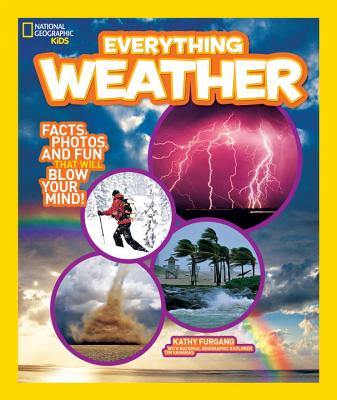 NATIONAL
GEOGRAPHIC
KiDS
EVERYTHING
WEATHER
FACTS,
PHOTOS,
AND FUN
THAT WILL
BLOW
YOUR
MIND!
KATHY FURGANG
WITH NATIONAL GEOGRAPHIC EXPLORER
TIM SAMARAS